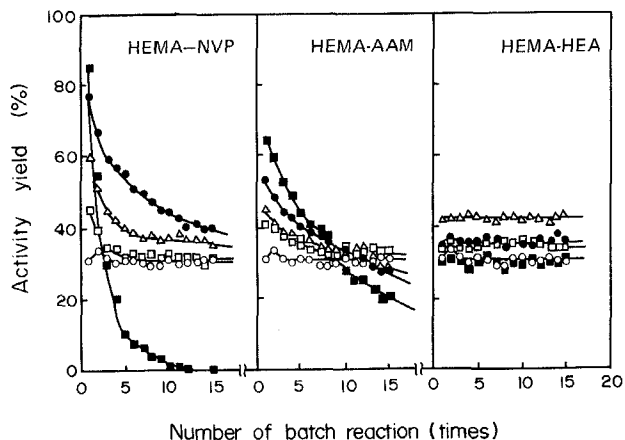 Activity yield (%)
100
80
60
40
20
0
HEMA–NVP
HEMA-AAM
HEMA-HEA
0 5 10 15 0 5 10 15 0 5 10 15 20
Number of batch reaction (times)